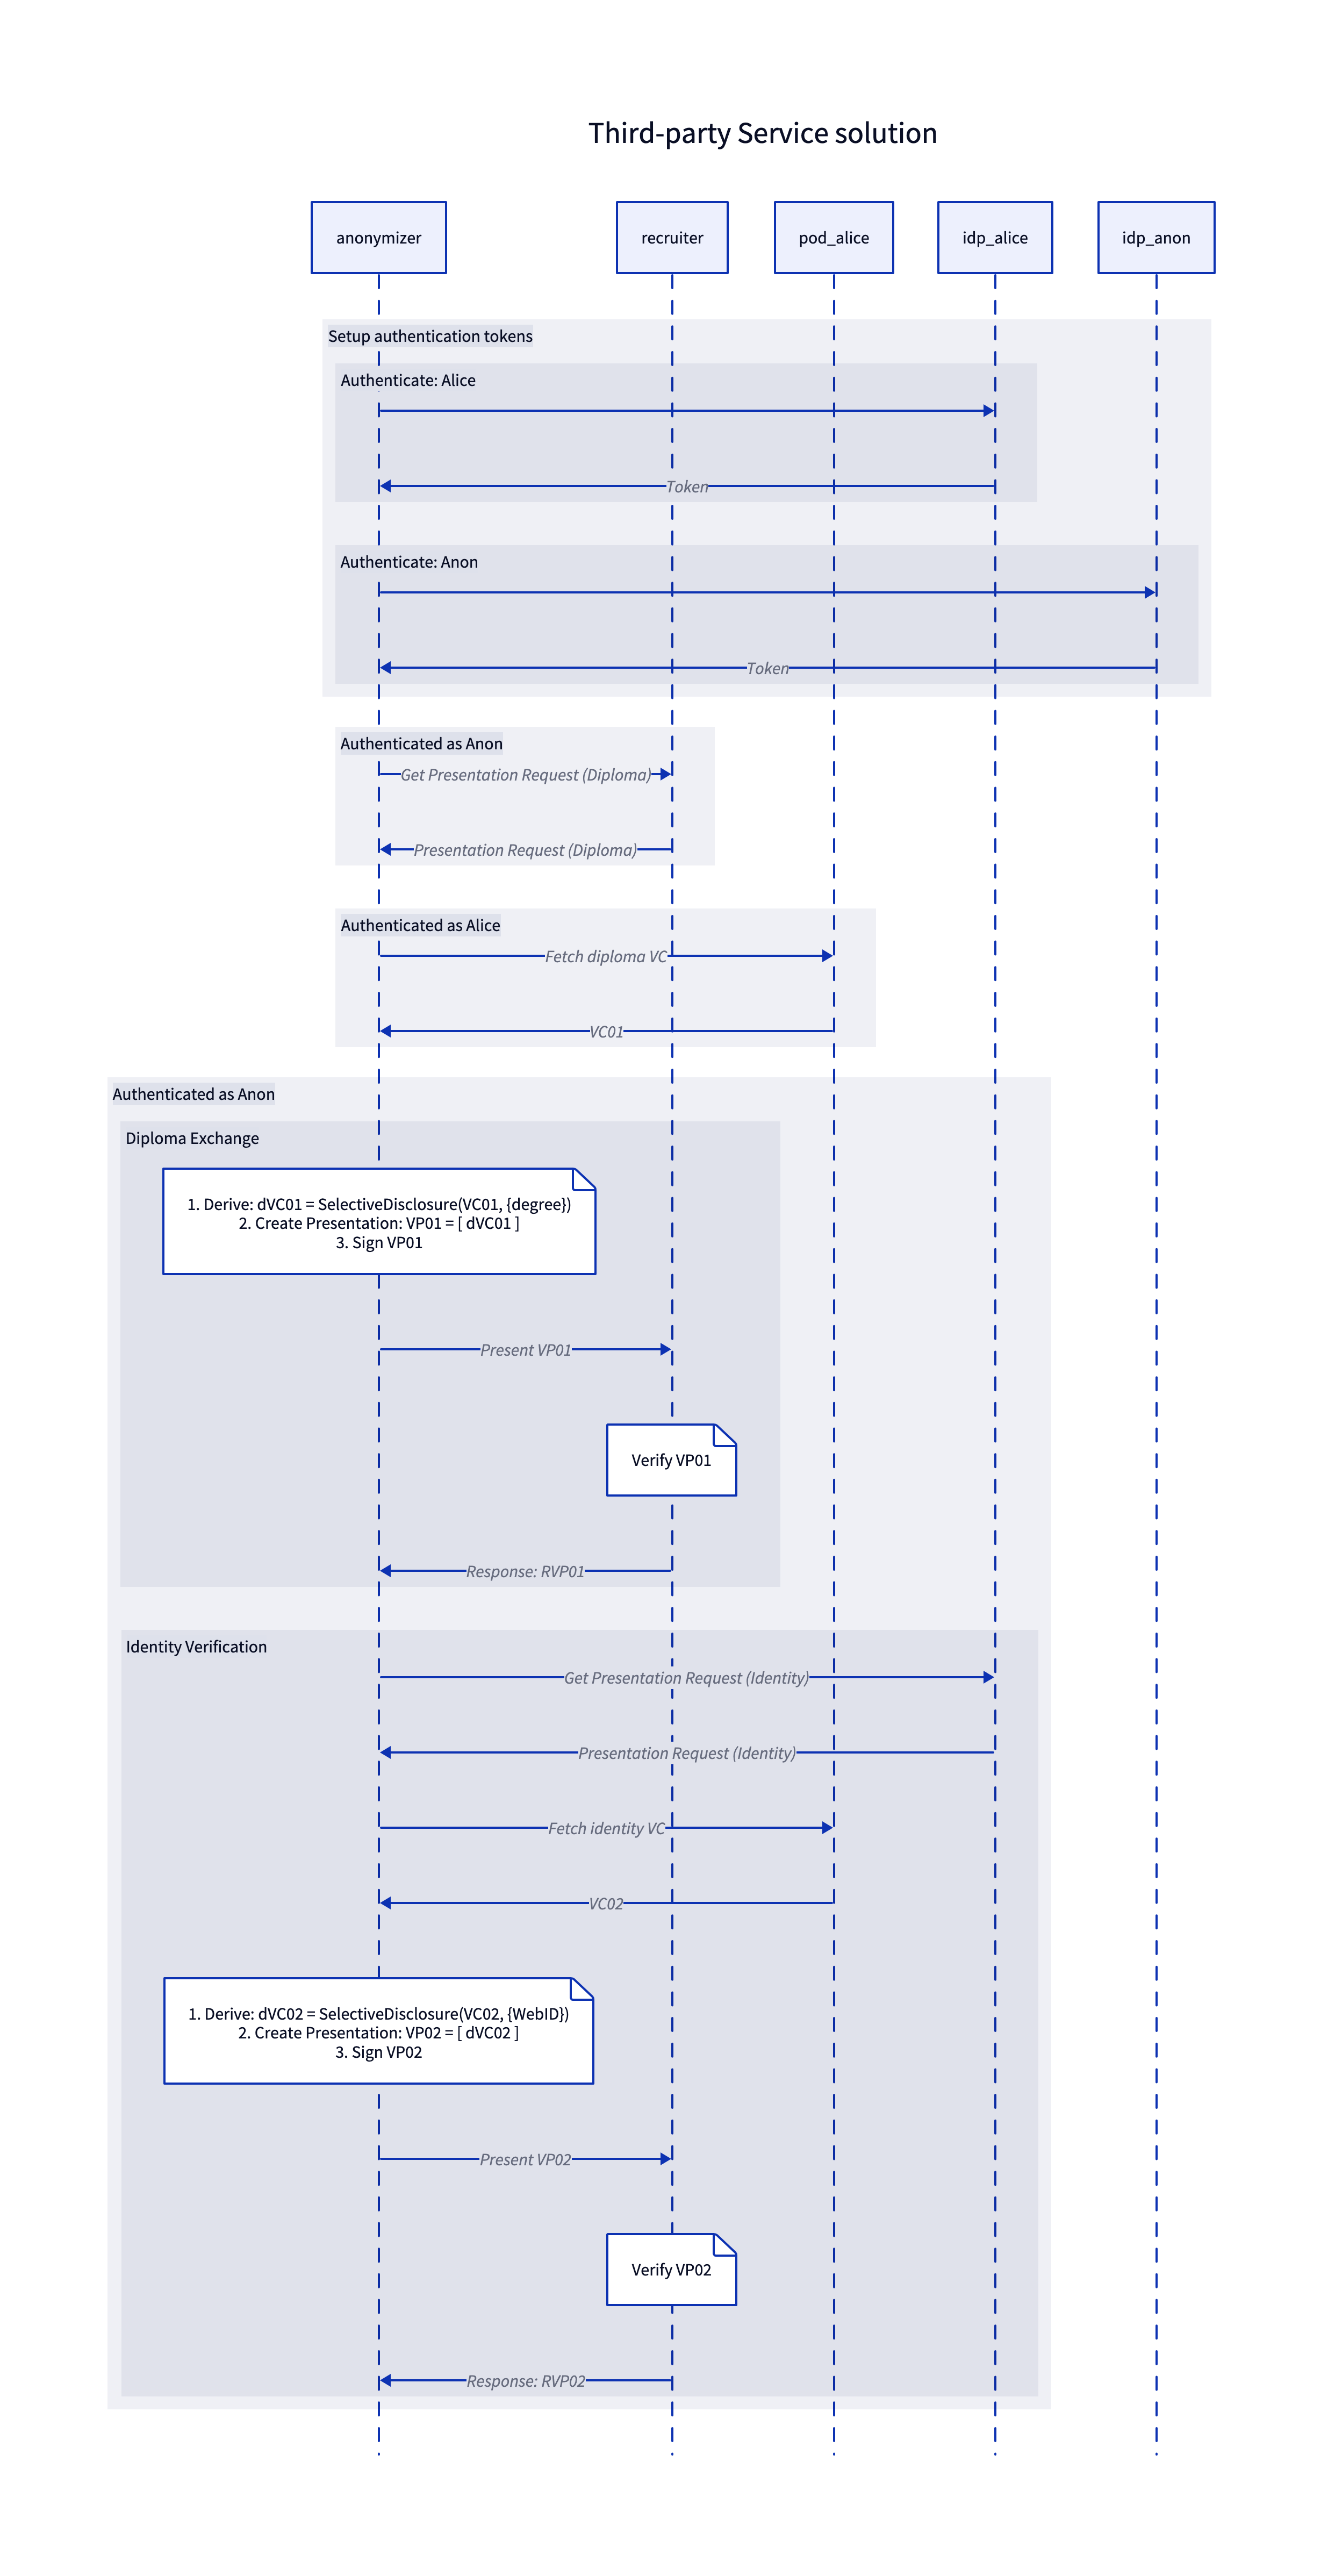 Third-party Service solution
anonymizer
recruiter
pod_alice
idp_alice
idp_anon
Setup authentication tokens
Authenticate: Alice
Token
Authenticate: Anon
Token
Authenticated as Anon
Get Presentation Request (Diploma)
Presentation Request (Diploma)
Authenticated as Alice
Fetch diploma VC
VC01
Authenticated as Anon
Diploma Exchange
1. Derive: dVC01 = SelectiveDisclosure(VC01, {degree})
2. Create Presentation: VP01 = [ dVC01 ]
3. Sign VP01
Present VP01
Verify VP01
Response: RVP01
Identity Verification
Get Presentation Request (Identity)
Presentation Request (Identity)
Fetch identity VC
VC02
1. Derive: dVC02 = SelectiveDisclosure(VC02, {WebID})
2. Create Presentation: VP02 = [ dVC02 ]
3. Sign VP02
Present VP02
Verify VP02
Response: RVP02